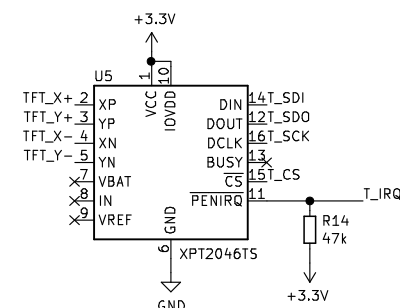 +3.3V
U5
1 10
VCC IOVDD
TFT_X+ 2 XP DIN 14 T_SDI
TFT_Y+ 3 YP DOUT 12 T_SDO
TFT_X- 4 XN DCLK 16 T_SCK
TFT_Y- 5 YN BUSY 13
7 VBAT CS 15 T_CS
8 IN PENIRQ 11 T_IRQ
9 VREF
GND
6
XPT2046TS
R14
47k
GND
+3.3V